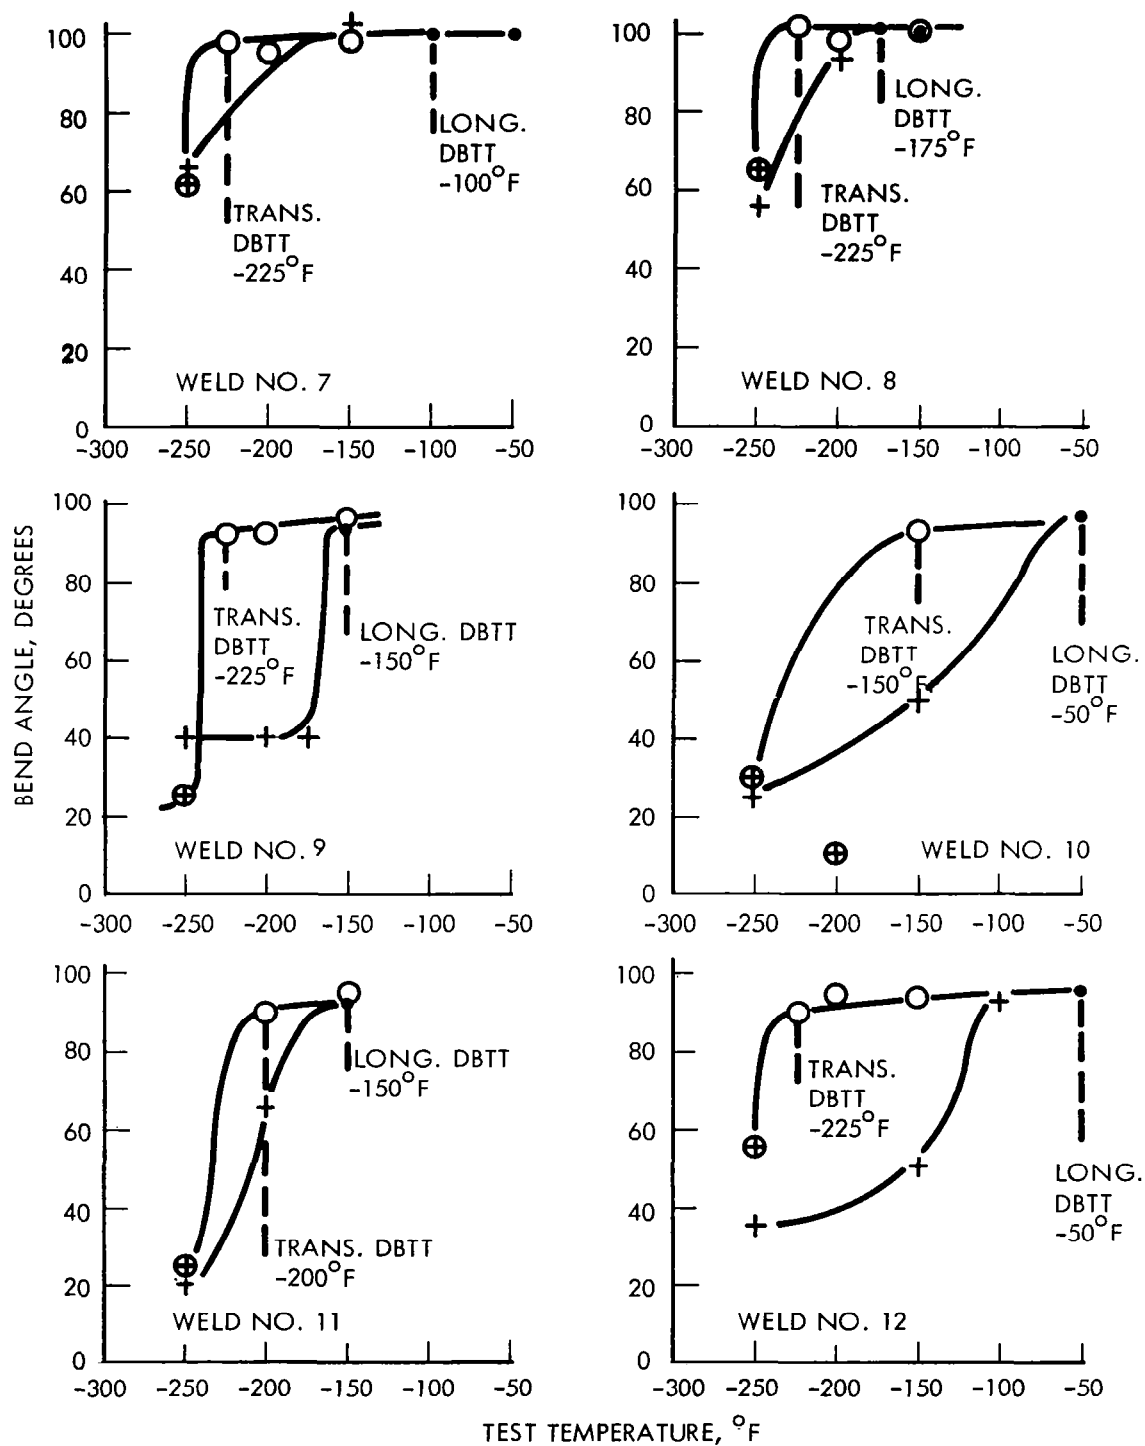 100
80
60
40
20
0
-300 -250 -200 -150 -100 -50
LONG.
DBTT
-100°F
TRANS.
DBTT
-225°F
WELD NO. 7
100
80
60
40
20
0
-300 -250 -200 -150 -100 -50
LONG.
DBTT
-175°F
TRANS.
DBTT
-225°F
WELD NO. 8
BEND ANGLE, DEGREES
100
80
60
40
20
0
-300 -250 -200 -150 -100 -50
TRANS.
DBTT
-225°F
LONG. DBTT
-150°F
WELD NO. 9
100
80
60
40
20
0
-300 -250 -200 -150 -100 -50
TRANS.
DBTT
-150°F
LONG.
DBTT
-50°F
WELD NO. 10
100
80
60
40
20
0
-300 -250 -200 -150 -100 -50
LONG. DBTT
-150°F
TRANS. DBTT
-200°F
WELD NO. 11
100
80
60
40
20
0
-300 -250 -200 -150 -100 -50
TRANS.
DBTT
-225°F
LONG.
DBTT
-50°F
WELD NO. 12
TEST TEMPERATURE, °F